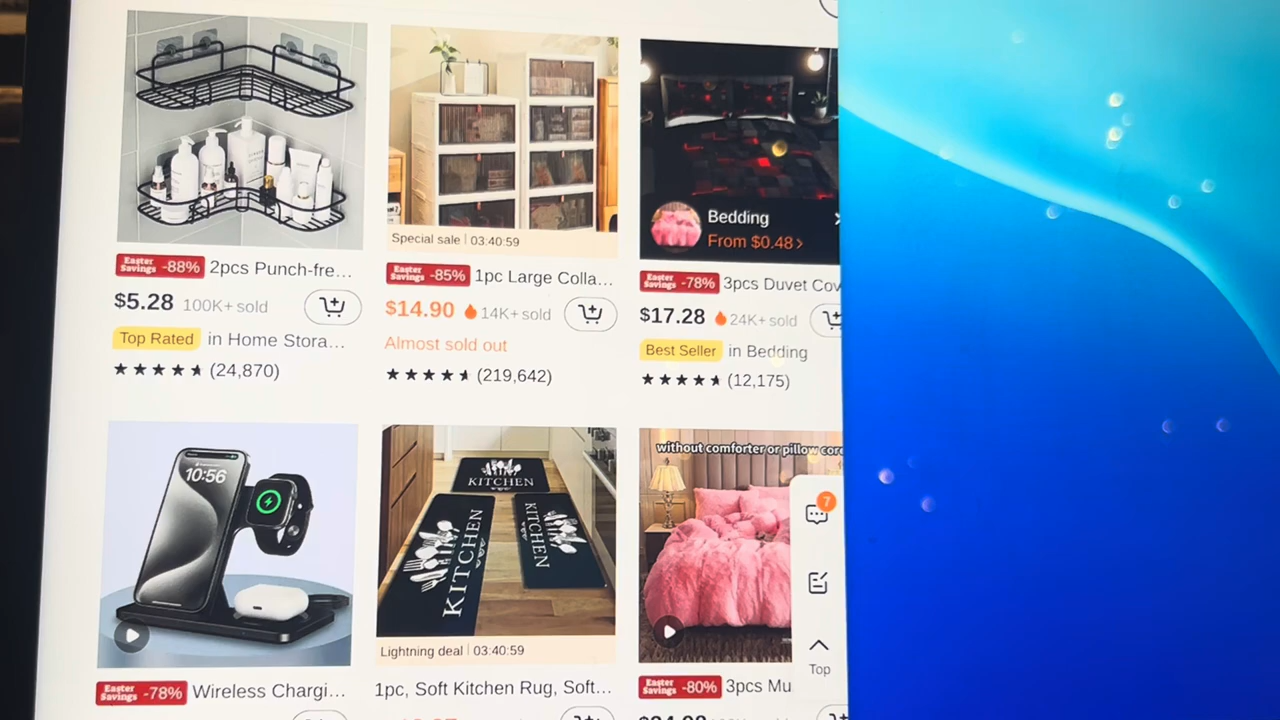 Special sale | 03:40:59
Bedding
From $0.48 >
Easter Savings -88% 2pcs Punch-fre...
Easter Savings -85% 1pc Large Colla...
Easter Savings -78% 3pcs Duvet Cov
$5.28 100K+ sold
$14.90 14K+ sold
$17.28 24K+ sold
Top Rated in Home Stora...
Almost sold out
Best Seller in Bedding
(24,870)
(219,642)
(12,175)
10:56
KITCHEN
KITCHEN
KITCHEN
without comforter or pillow core
7
Lightning deal | 03:40:59
Top
Easter Savings -78% Wireless Chargi...
1pc, Soft Kitchen Rug, Soft...
Easter Savings -80% 3pcs Mu